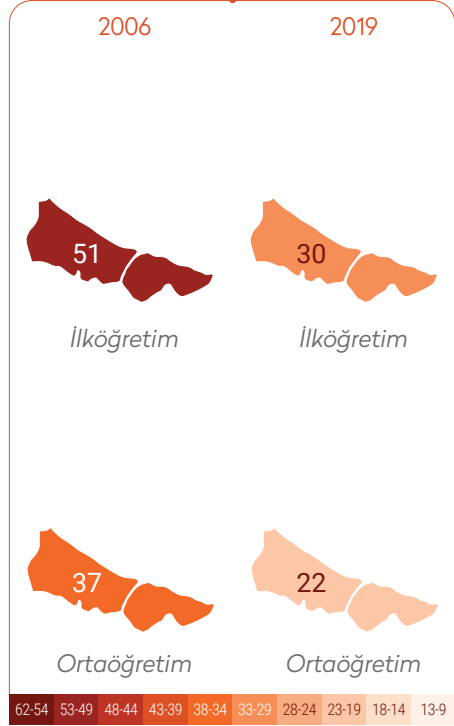 2006 2019
51 30
İlköğretim İlköğretim
37 22
Ortaöğretim Ortaöğretim
62-54 53-49 48-44 43-39 38-34 33-29 28-24 23-19 18-14 13-9